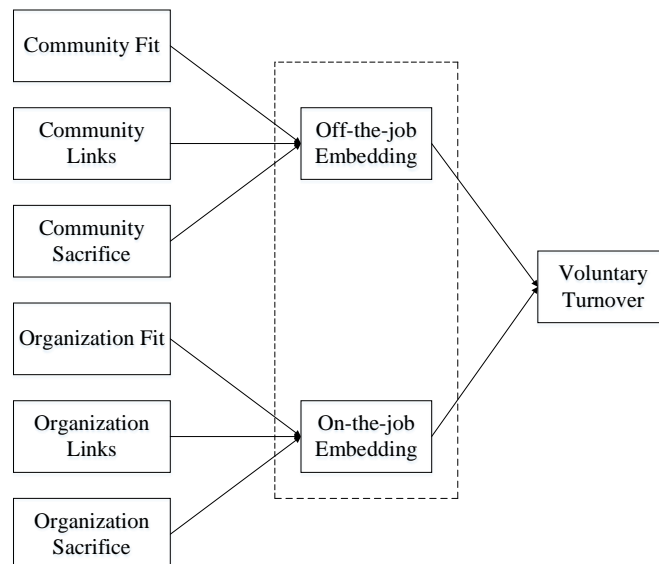 Community Fit
Community
Links
Community
Sacrifice
Organization Fit
Organization
Links
Organization
Sacrifice
Off-the-job
Embedding
On-the-job
Embedding
Voluntary
Turnover